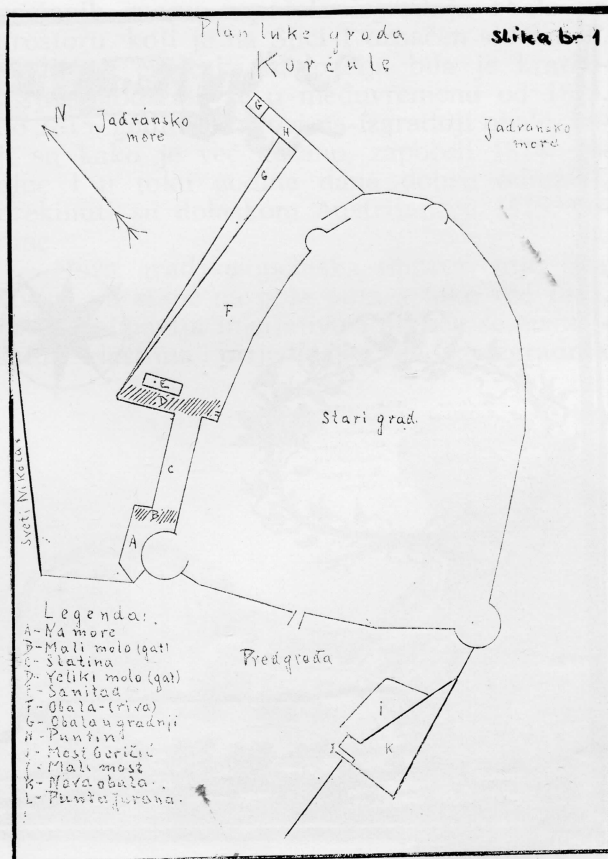 Plan luke grada
Korčule
Slika br 1
N
Jadransko
more
Jadransko
more
G
H
G
F
E
D
Stari grad.
C
B
A
Sveti Nikola
Predgrađa
i
K
Legenda:
A-Na more
B-Mali molo (gat)
C-Slatina
D-Veliki molo (gat)
E-Sanitad
F-Obala-(riva)
G-Obala u gradnji
H-Puntin
-Most
-Mali most
K-Nova obala.
L-Punta Jurana.